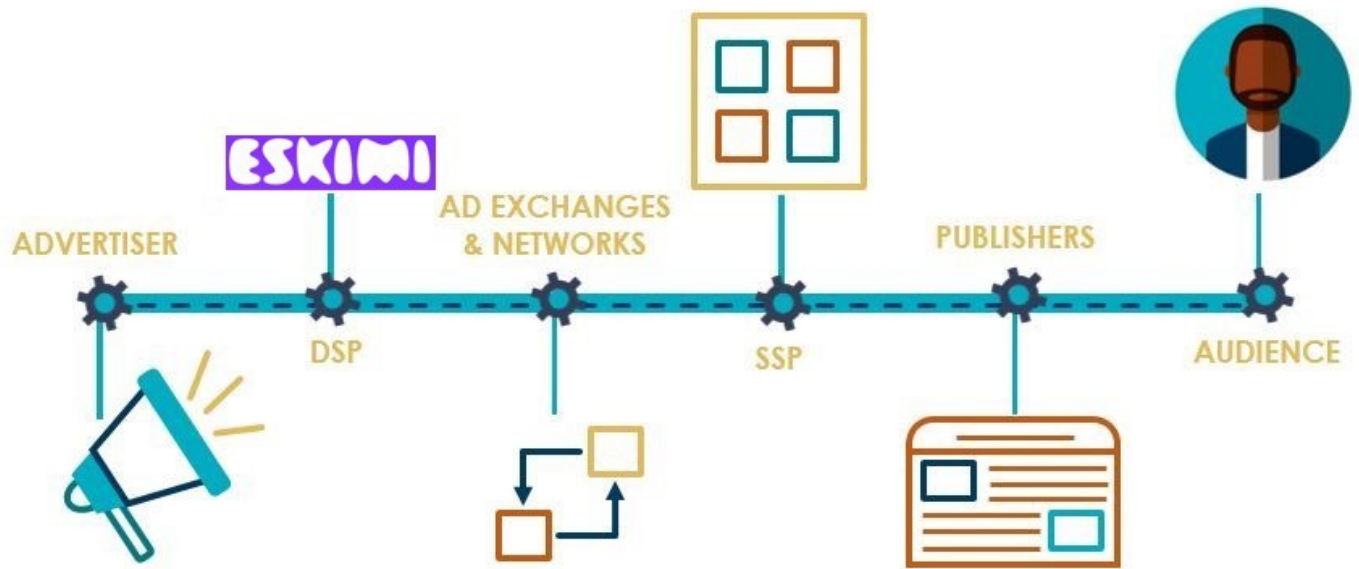 ESKIMI
ADVERTISER
AD EXCHANGES
& NETWORKS
PUBLISHERS
DSP
SSP
AUDIENCE